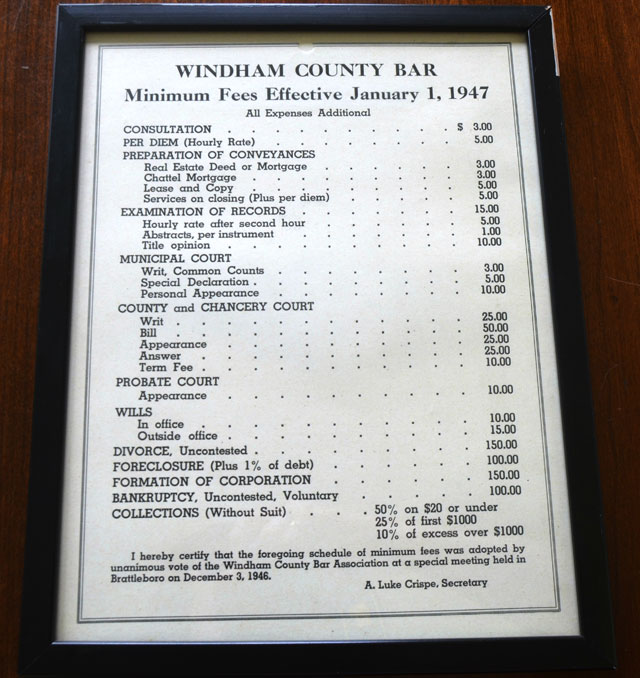 WINDHAM COUNTY BAR
Minimum Fees Effective January 1, 1947
All Expenses Additional
CONSULTATION . . . . . . . . . . $ 3.00
PER DIEM (Hourly Rate) . . . . . . . . 5.00
PREPARATION OF CONVEYANCES
Real Estate Deed or Mortgage . . . . . . 3.00
Chattel Mortgage . . . . . . . . 3.00
Lease and Copy . . . . . . . . 5.00
Services on closing (Plus per diem) . . . . . 5.00
EXAMINATION OF RECORDS . . . . . . 15.00
Hourly rate after second hour . . . . . . 5.00
Abstracts, per instrument . . . . . . . 1.00
Title opinion . . . . . . . . . 10.00
MUNICIPAL COURT
Writ, Common Counts . . . . . . . 3.00
Special Declaration . . . . . . . . 5.00
Personal Appearance . . . . . . . 10.00
COUNTY and CHANCERY COURT
Writ . . . . . . . . . . . 25.00
Bill . . . . . . . . . . . 50.00
Appearance . . . . . . . . . 25.00
Answer . . . . . . . . . . 25.00
Term Fee . . . . . . . . . . 10.00
PROBATE COURT
Appearance . . . . . . . . . 10.00
WILLS
In office . . . . . . . . . . 10.00
Outside office . . . . . . . . . 15.00
DIVORCE, Uncontested . . . . . . . . 150.00
FORECLOSURE (Plus 1% of debt) . . . . . . 100.00
FORMATION OF CORPORATION . . . . . . 150.00
BANKRUPTCY, Uncontested, Voluntary . . . . . 100.00
COLLECTIONS (Without Suit) . . . . 50% on $20 or under
25% of first $1000
10% of excess over $1000
I hereby certify that the foregoing schedule of minimum fees was adopted by
unanimous vote of the Windham County Bar Association at a special meeting held in
Brattleboro on December 3, 1946.
A. Luke Crispe, Secretary